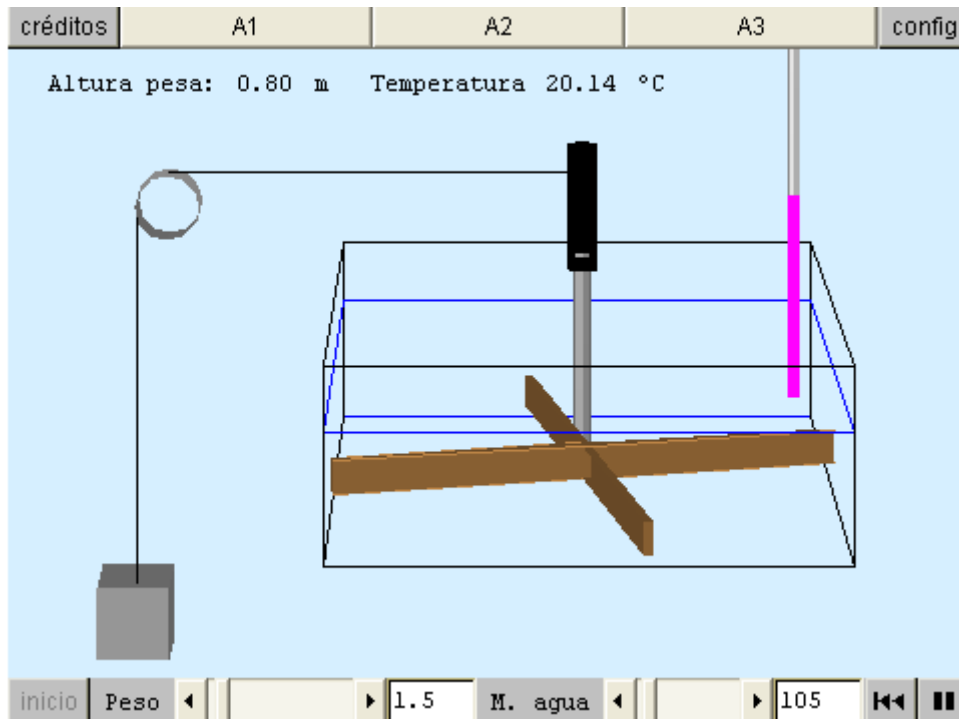 créditos A1 A2 A3 config
Altura pesa: 0.80 m Temperatura 20.14 °C
inicio Peso 1.5 M. agua 105